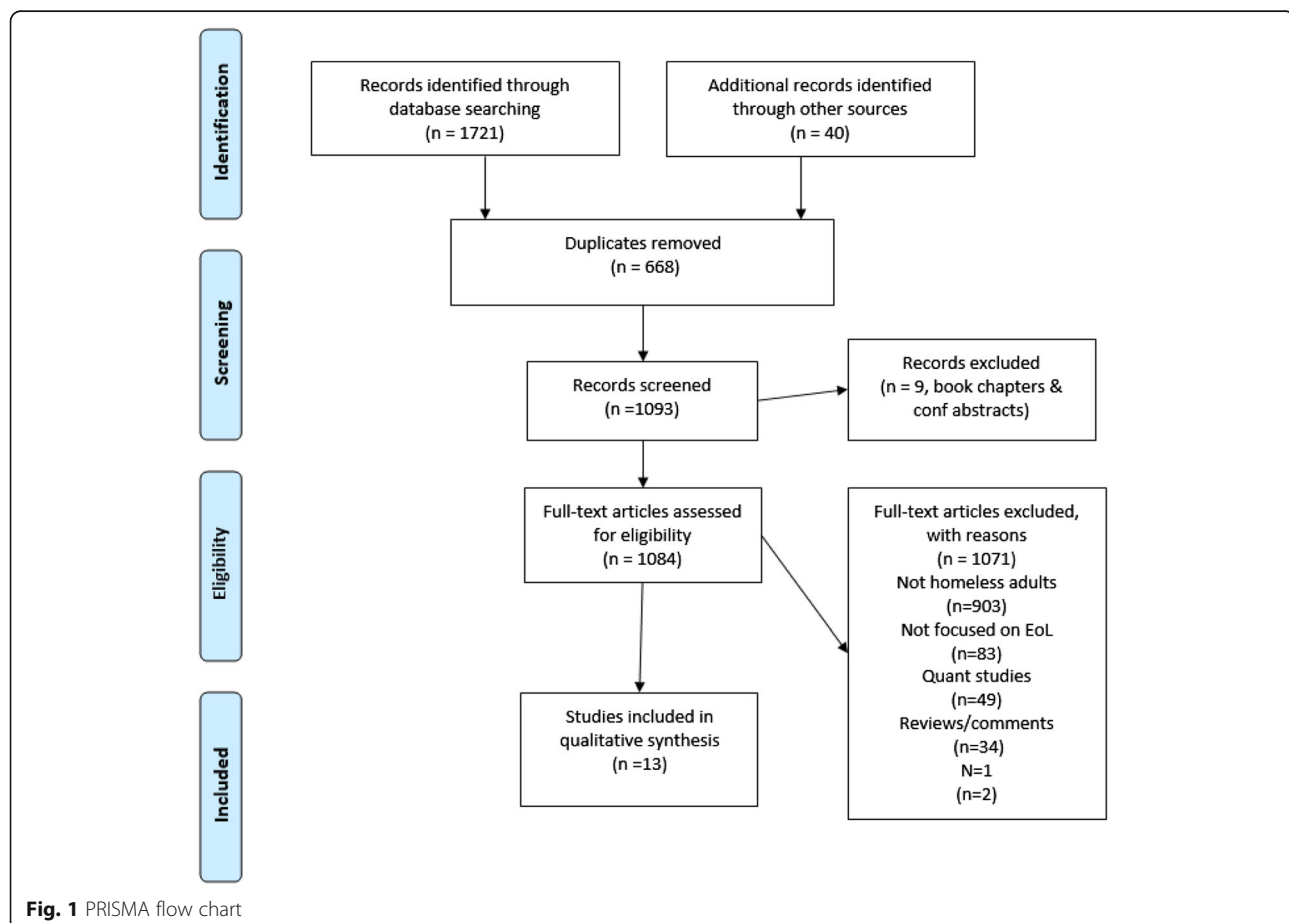 Identification
Records identified through
database searching
(n = 1721)
Additional records identified
through other sources
(n = 40)
Duplicates removed
(n = 668)
Screening
Records screened
(n =1093)
Records excluded
(n = 9, book chapters &
conf abstracts)
Eligibility
Full-text articles assessed
for eligibility
(n = 1084)
Full-text articles excluded,
with reasons
(n = 1071)
Not homeless adults
(n=903)
Not focused on EoL
(n=83)
Quant studies
(n=49)
Reviews/comments
(n=34)
N=1
(n=2)
Included
Studies included in
qualitative synthesis
(n =13)
Fig. 1 PRISMA flow chart